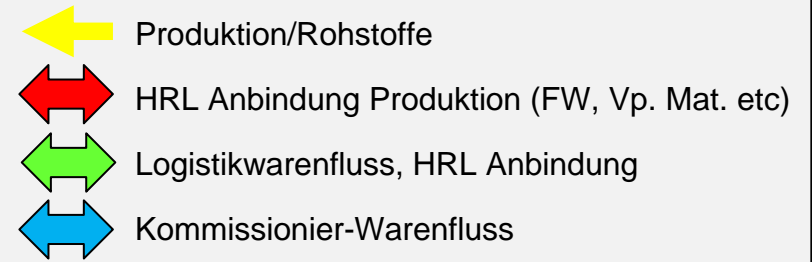 Produktion/Rohstoffe
HRL Anbindung Produktion (FW, Vp. Mat. etc)
Logistikwarenfluss, HRL Anbindung
Kommissionier-Warenfluss